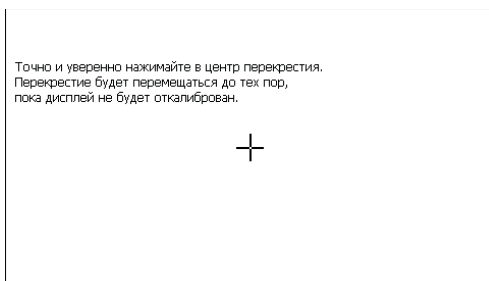 Точно и уверенно нажимайте в центр перекрестия.
Перекрестие будет перемещаться до тех пор,
пока дисплей не будет откалиброван.